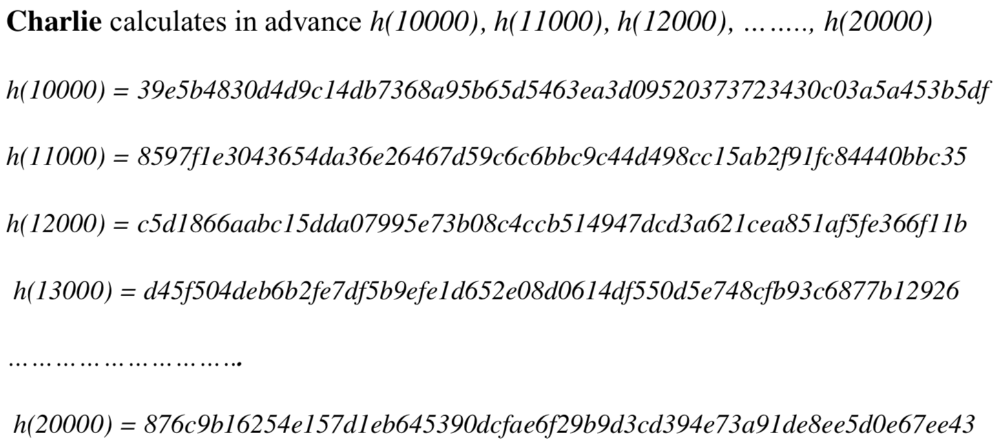 Charlie calculates in advance h(10000), h(11000), h(12000), ………, h(20000)
h(10000) = 39e5b4830d4d9c14db7368a95b65d5463ea3d09520373723430c03a5a453b5df
h(11000) = 8597f1e3043654da36e26467d59c6c6bbc9c44d498cc15ab2f91fc84440bbc35
h(12000) = c5d1866aabc15dda07995e73b08c4ccb514947dcd3a621cea851af5fe366f11b
h(13000) = d45f504deb6b2fe7df5b9efe1d652e08d0614df550d5e748cfb93c6877b12926
………………………….
h(20000) = 876c9b16254e157d1eb645390dcfae6f29b9d3cd394e73a91de8ee5d0e67ee43